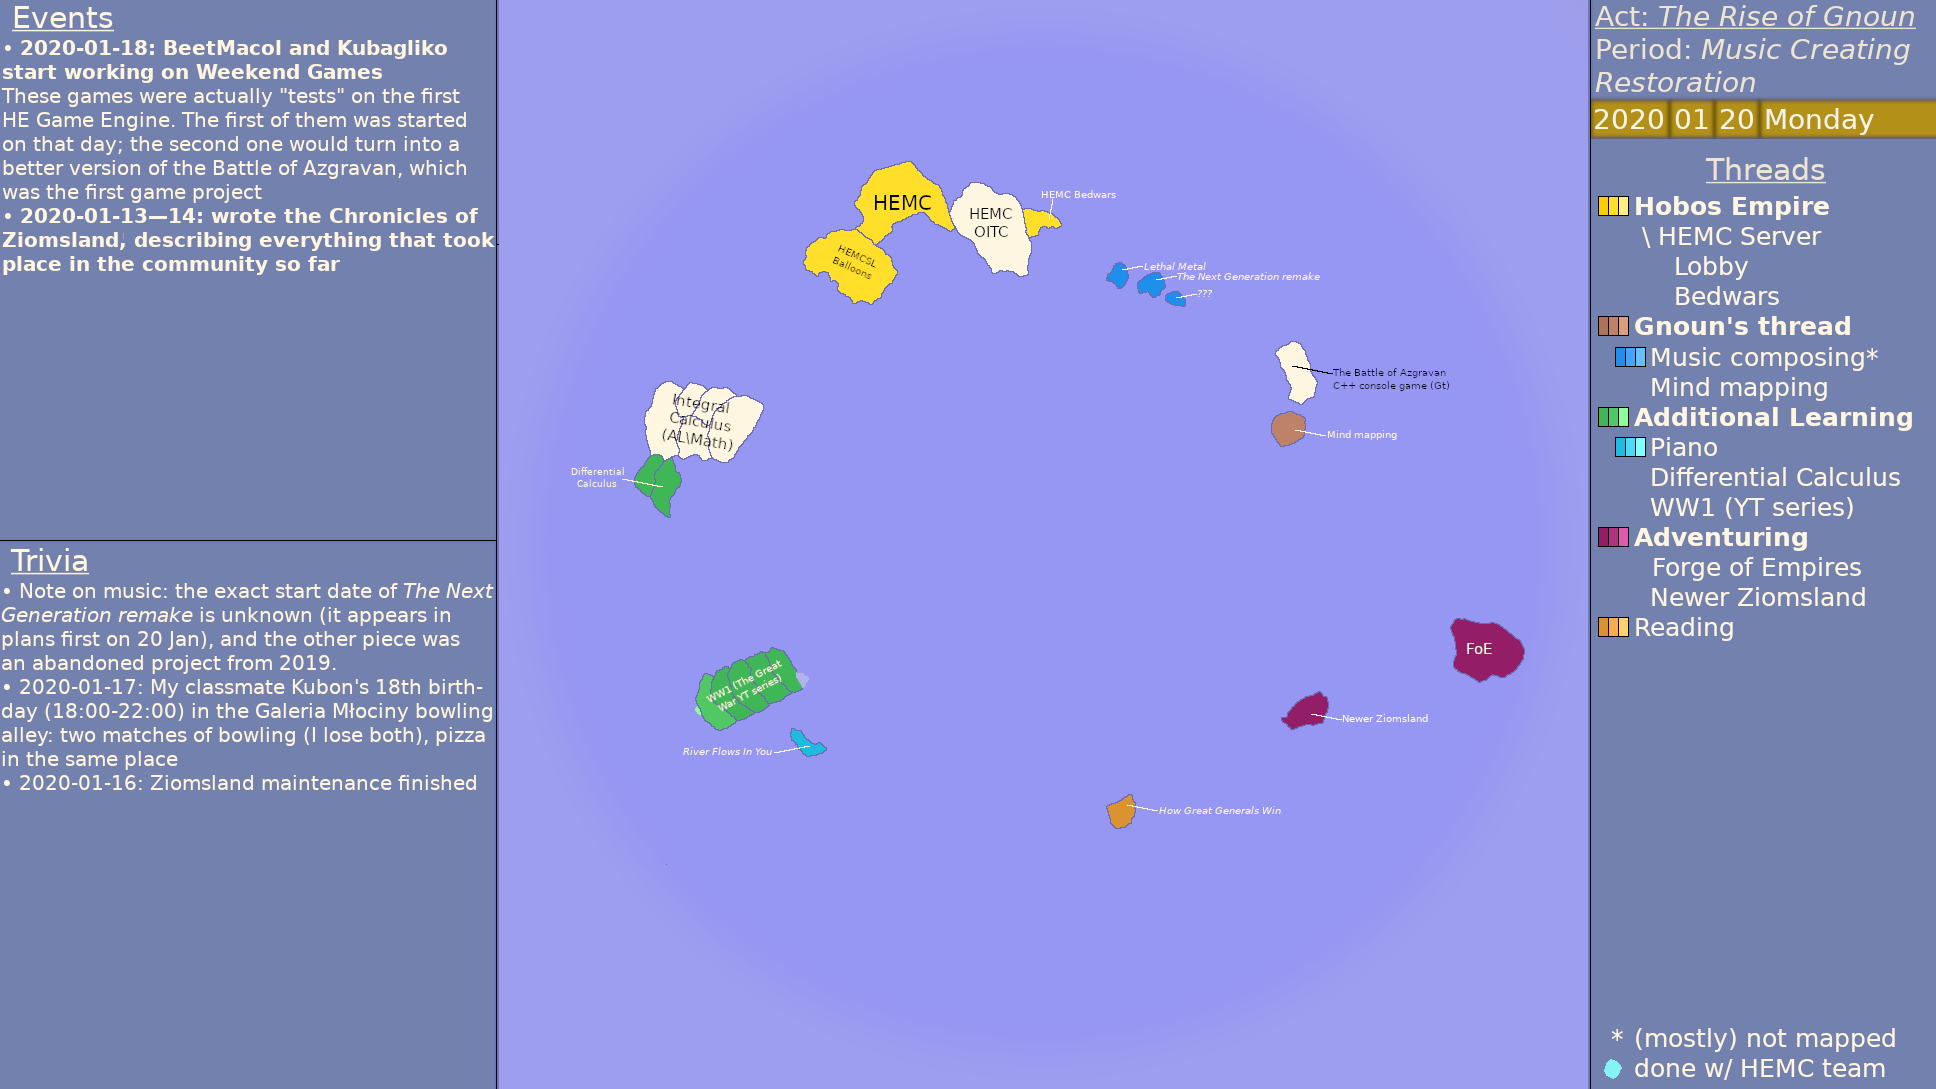 Events
• 2020-01-18: BeetMacol and Kubagliko
start working on Weekend Games
These games were actually "tests" on the first
HE Game Engine. The first of them was started
on that day; the second one would turn into a
better version of the Battle of Azgravan, which
was the first game project
• 2020-01-13—14: wrote the Chronicles of
Ziomsland, describing everything that took
place in the community so far
Trivia
• Note on music: the exact start date of The Next
Generation remake is unknown (it appears in
plans first on 20 Jan), and the other piece was
an abandoned project from 2019.
• 2020-01-17: My classmate Kubon's 18th birth-
day (18:00-22:00) in the Galeria Młociny bowling
alley: two matches of bowling (I lose both), pizza
in the same place
• 2020-01-16: Ziomsland maintenance finished
HEMC
HEMC
OITC
HEMC Bedwars
HEMCSL
Balloons
Lethal Metal
The Next Generation remake
???
The Battle of Azgravan
C++ console game (Gt)
Mind mapping
Integral
Calculus
(AL\Math)
Differential
Calculus
WW1 (The Great
War YT series)
River Flows In You
FoE
Newer Ziomsland
How Great Generals Win
Act: The Rise of Gnoun
Period: Music Creating
Restoration
2020 01 20 Monday
Threads
Hobos Empire
\ HEMC Server
Lobby
Bedwars
Gnoun's thread
Music composing*
Mind mapping
Additional Learning
Piano
Differential Calculus
WW1 (YT series)
Adventuring
Forge of Empires
Newer Ziomsland
Reading
* (mostly) not mapped
done w/ HEMC team